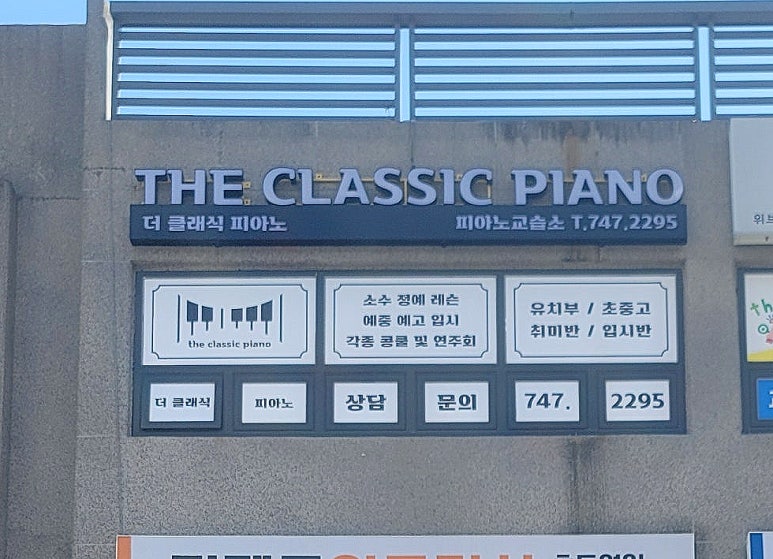 THE CLASSIC PIANO
더 클래식 피아노 피아노교습소 T.747.2295
the classic piano
소수 정예 레슨
예중 예고 입시
각종 콩쿨 및 연주회
유치부 / 초중고
취미반 / 입시반
더 클래식 피아노 상담 문의 747. 2295